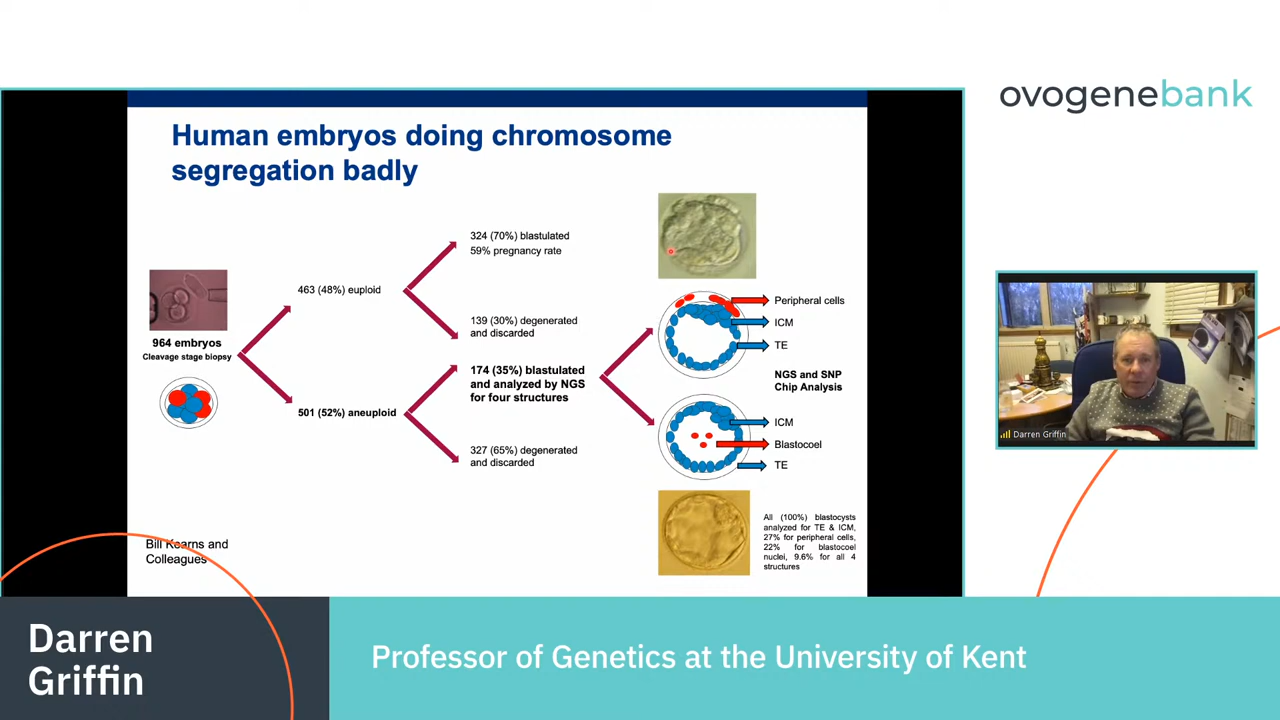 ovogenebank
Human embryos doing chromosome
segregation badly
964 embryos
Cleavage stage biopsy
463 (48%) euploid
501 (52%) aneuploid
324 (70%) blastulated
59% pregnancy rate
139 (30%) degenerated
and discarded
174 (35%) blastulated
and analyzed by NGS
for four structures
327 (65%) degenerated
and discarded
Peripheral cells
ICM
TE
NGS and SNP
Chip Analysis
ICM
Blastocoel
TE
All (100%) blastocysts
analyzed for TE & ICM,
27% for peripheral cells,
22% for blastocoel
nuclei, 9.6% for all 4
structures
Bill Kearns and
Colleagues
Darren Griffin
Darren
Griffin
Professor of Genetics at the University of Kent